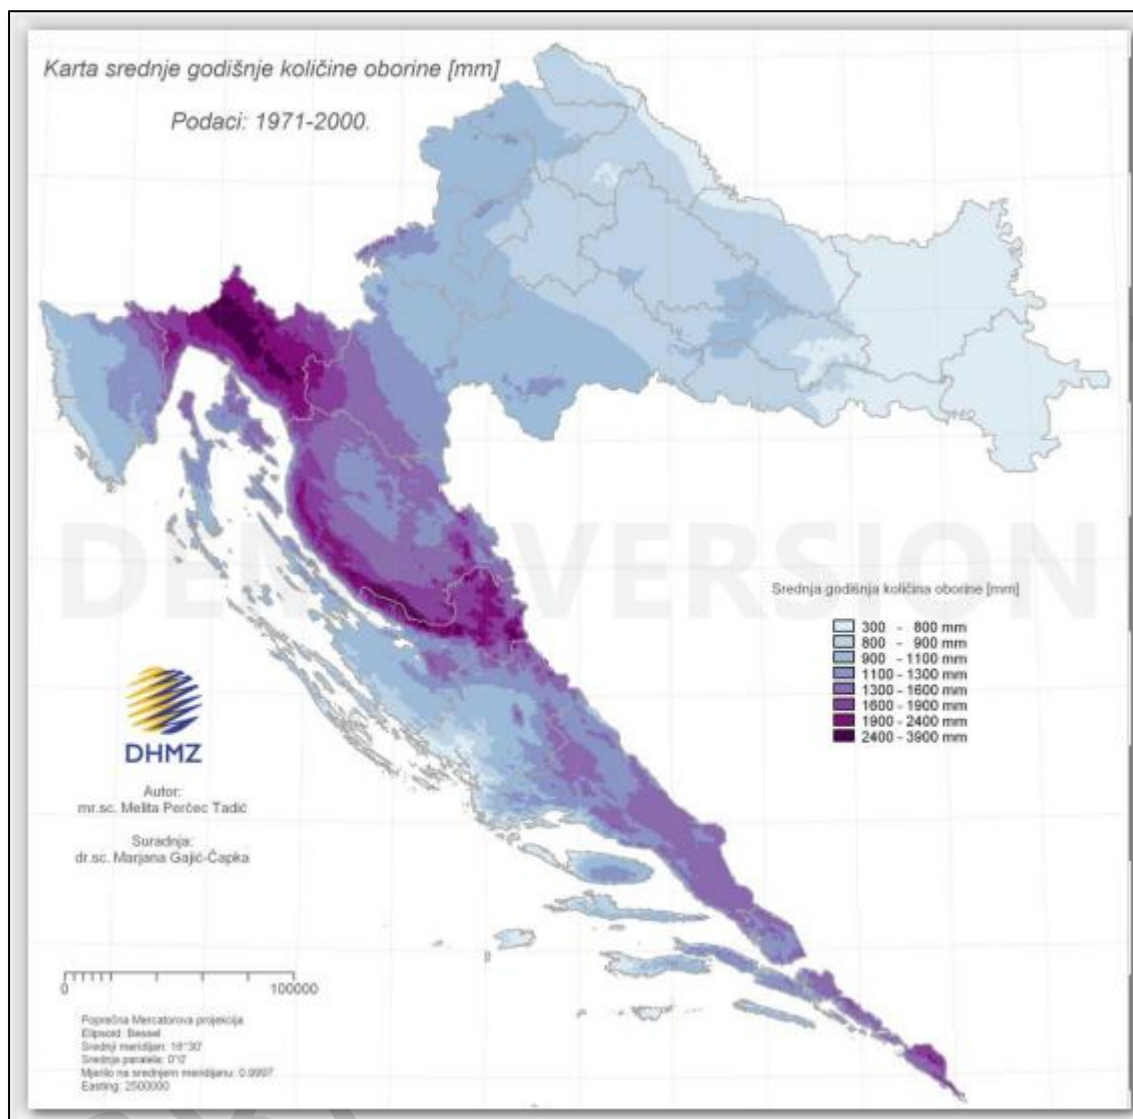 Karta srednje godišnje količine oborine [mm]
Podaci: 1971-2000.
DEMO VERSION
Srednja godišnja količina oborine [mm]
300 - 800 mm
800 - 900 mm
900 - 1100 mm
1100 - 1300 mm
1300 - 1600 mm
1600 - 1900 mm
1900 - 2400 mm
2400 - 3900 mm
DHMZ
Autor:
mr.sc. Melita Perčec Tadić
Suradnja:
dr.sc. Marjana Gajić-Čapka
0 100000
Poprečna Mercatorova projekcija
Elipsoid: Bessel
Srednji meridijan: 16°30'
Srednja paralela: 0°0'
Mjerilo na srednjem meridijanu: 0.9997
Easting: 2500000